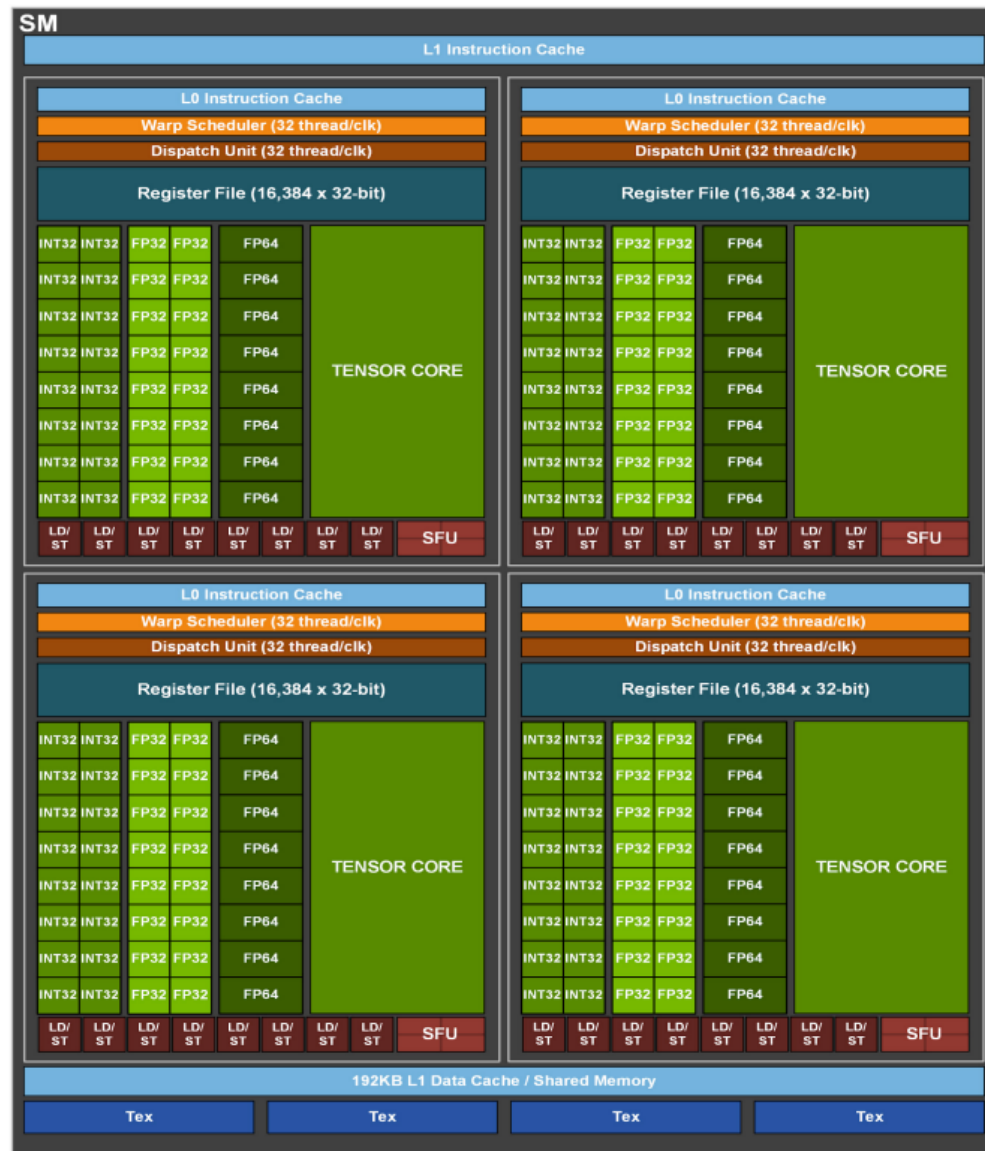 SM
L1 Instruction Cache
L0 Instruction Cache
Warp Scheduler (32 thread/clk)
Dispatch Unit (32 thread/clk)
Register File (16,384 x 32-bit)
INT32 INT32 FP32 FP32 FP64
INT32 INT32 FP32 FP32 FP64
INT32 INT32 FP32 FP32 FP64
INT32 INT32 FP32 FP32 FP64
INT32 INT32 FP32 FP32 FP64
INT32 INT32 FP32 FP32 FP64
INT32 INT32 FP32 FP32 FP64
INT32 INT32 FP32 FP32 FP64
TENSOR CORE
LD/ LD/ LD/ LD/ LD/ LD/ LD/ LD/
ST ST ST ST ST ST ST ST
SFU
L0 Instruction Cache
Warp Scheduler (32 thread/clk)
Dispatch Unit (32 thread/clk)
Register File (16,384 x 32-bit)
INT32 INT32 FP32 FP32 FP64
INT32 INT32 FP32 FP32 FP64
INT32 INT32 FP32 FP32 FP64
INT32 INT32 FP32 FP32 FP64
INT32 INT32 FP32 FP32 FP64
INT32 INT32 FP32 FP32 FP64
INT32 INT32 FP32 FP32 FP64
INT32 INT32 FP32 FP32 FP64
TENSOR CORE
LD/ LD/ LD/ LD/ LD/ LD/ LD/ LD/
ST ST ST ST ST ST ST ST
SFU
L0 Instruction Cache
Warp Scheduler (32 thread/clk)
Dispatch Unit (32 thread/clk)
Register File (16,384 x 32-bit)
INT32 INT32 FP32 FP32 FP64
INT32 INT32 FP32 FP32 FP64
INT32 INT32 FP32 FP32 FP64
INT32 INT32 FP32 FP32 FP64
INT32 INT32 FP32 FP32 FP64
INT32 INT32 FP32 FP32 FP64
INT32 INT32 FP32 FP32 FP64
INT32 INT32 FP32 FP32 FP64
TENSOR CORE
LD/ LD/ LD/ LD/ LD/ LD/ LD/ LD/
ST ST ST ST ST ST ST ST
SFU
L0 Instruction Cache
Warp Scheduler (32 thread/clk)
Dispatch Unit (32 thread/clk)
Register File (16,384 x 32-bit)
INT32 INT32 FP32 FP32 FP64
INT32 INT32 FP32 FP32 FP64
INT32 INT32 FP32 FP32 FP64
INT32 INT32 FP32 FP32 FP64
INT32 INT32 FP32 FP32 FP64
INT32 INT32 FP32 FP32 FP64
INT32 INT32 FP32 FP32 FP64
INT32 INT32 FP32 FP32 FP64
TENSOR CORE
LD/ LD/ LD/ LD/ LD/ LD/ LD/ LD/
ST ST ST ST ST ST ST ST
SFU
192KB L1 Data Cache / Shared Memory
Tex Tex Tex Tex